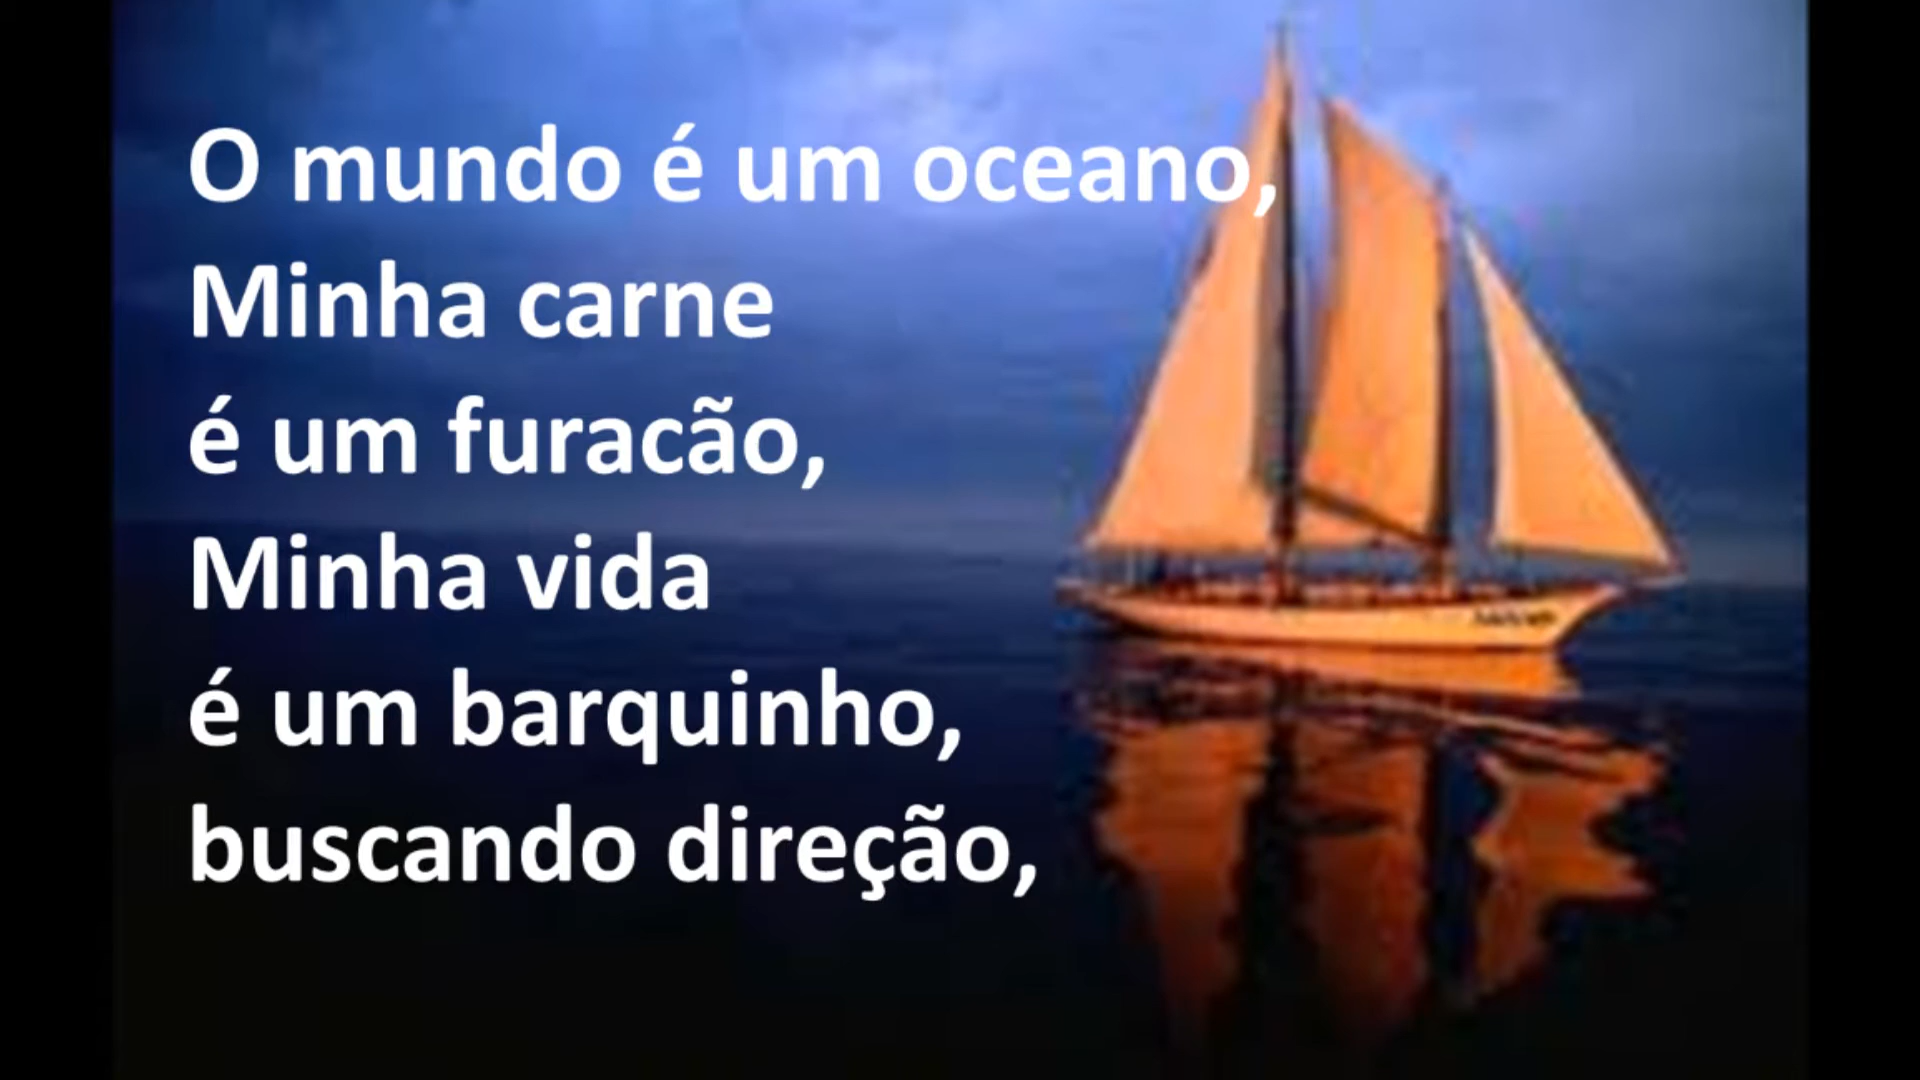 O mundo é um oceano,
Minha carne
é um furacão,
Minha vida
é um barquinho,
buscando direção,